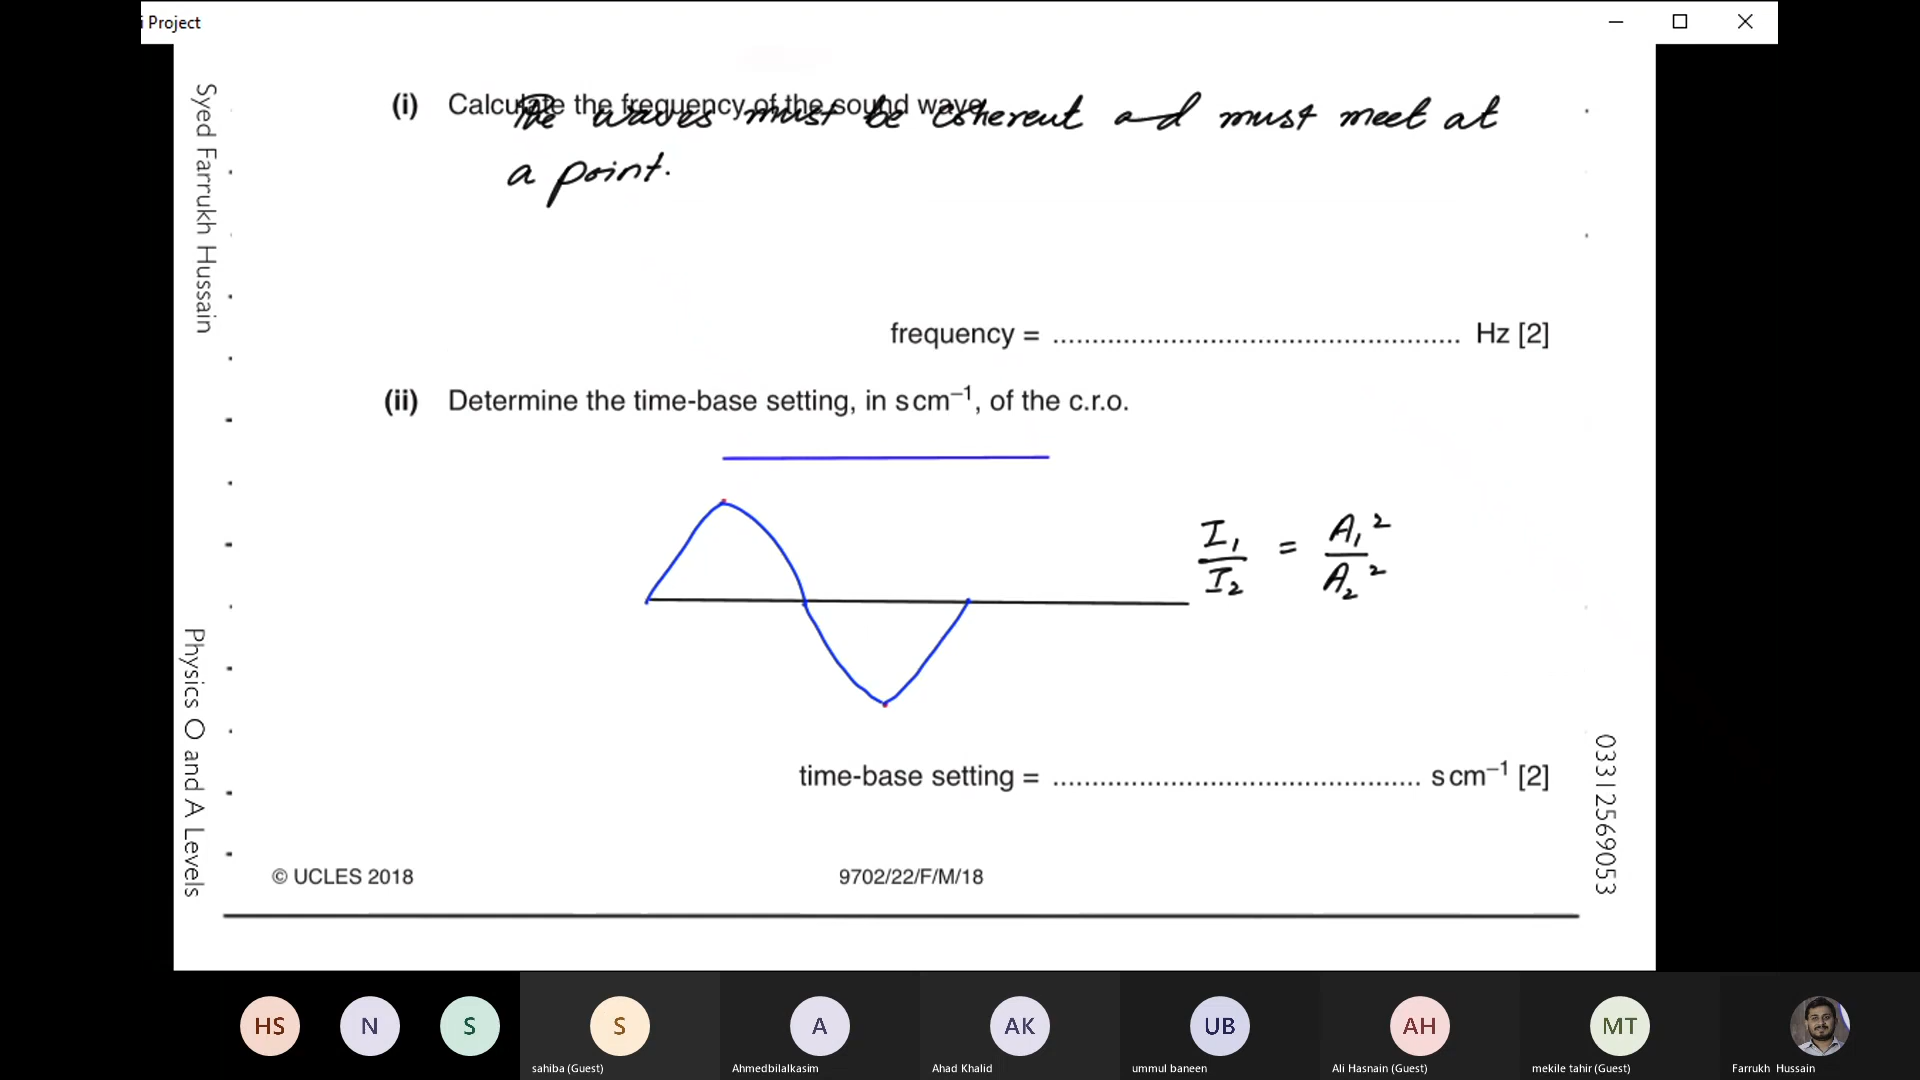 i Project
(i) Calculate the frequency of the sound wave.
The waves must be coherent and must meet at
a point.
frequency = .................................................. Hz [2]
(ii) Determine the time-base setting, in s cm⁻¹, of the c.r.o.
I₁/I₂ = A₁²/A₂²
time-base setting = .................................................. s cm⁻¹ [2]
© UCLES 2018
9702/22/F/M/18
Syed Farrukh Hussain
Physics O and A Levels
03312569053
HS
N
S
S
A
AK
UB
AH
MT
sahiba (Guest)
Ahmedbilalkasim
Ahad Khalid
ummul baneen
Ali Hasnain (Guest)
mekile tahir (Guest)
Farrukh Hussain